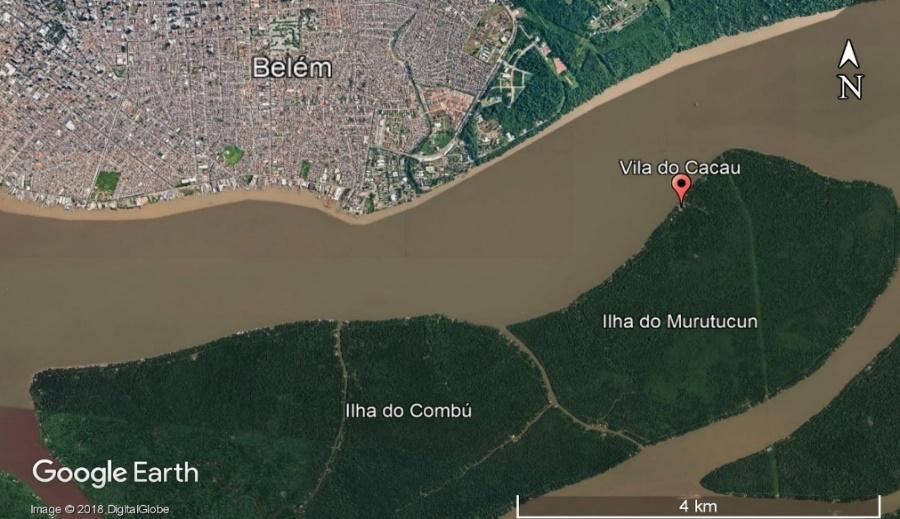 Belém
N
Vila do Cacau
Ilha do Murutucun
Ilha do Combú
Google Earth
4 km
Image © 2018 DigitalGlobe